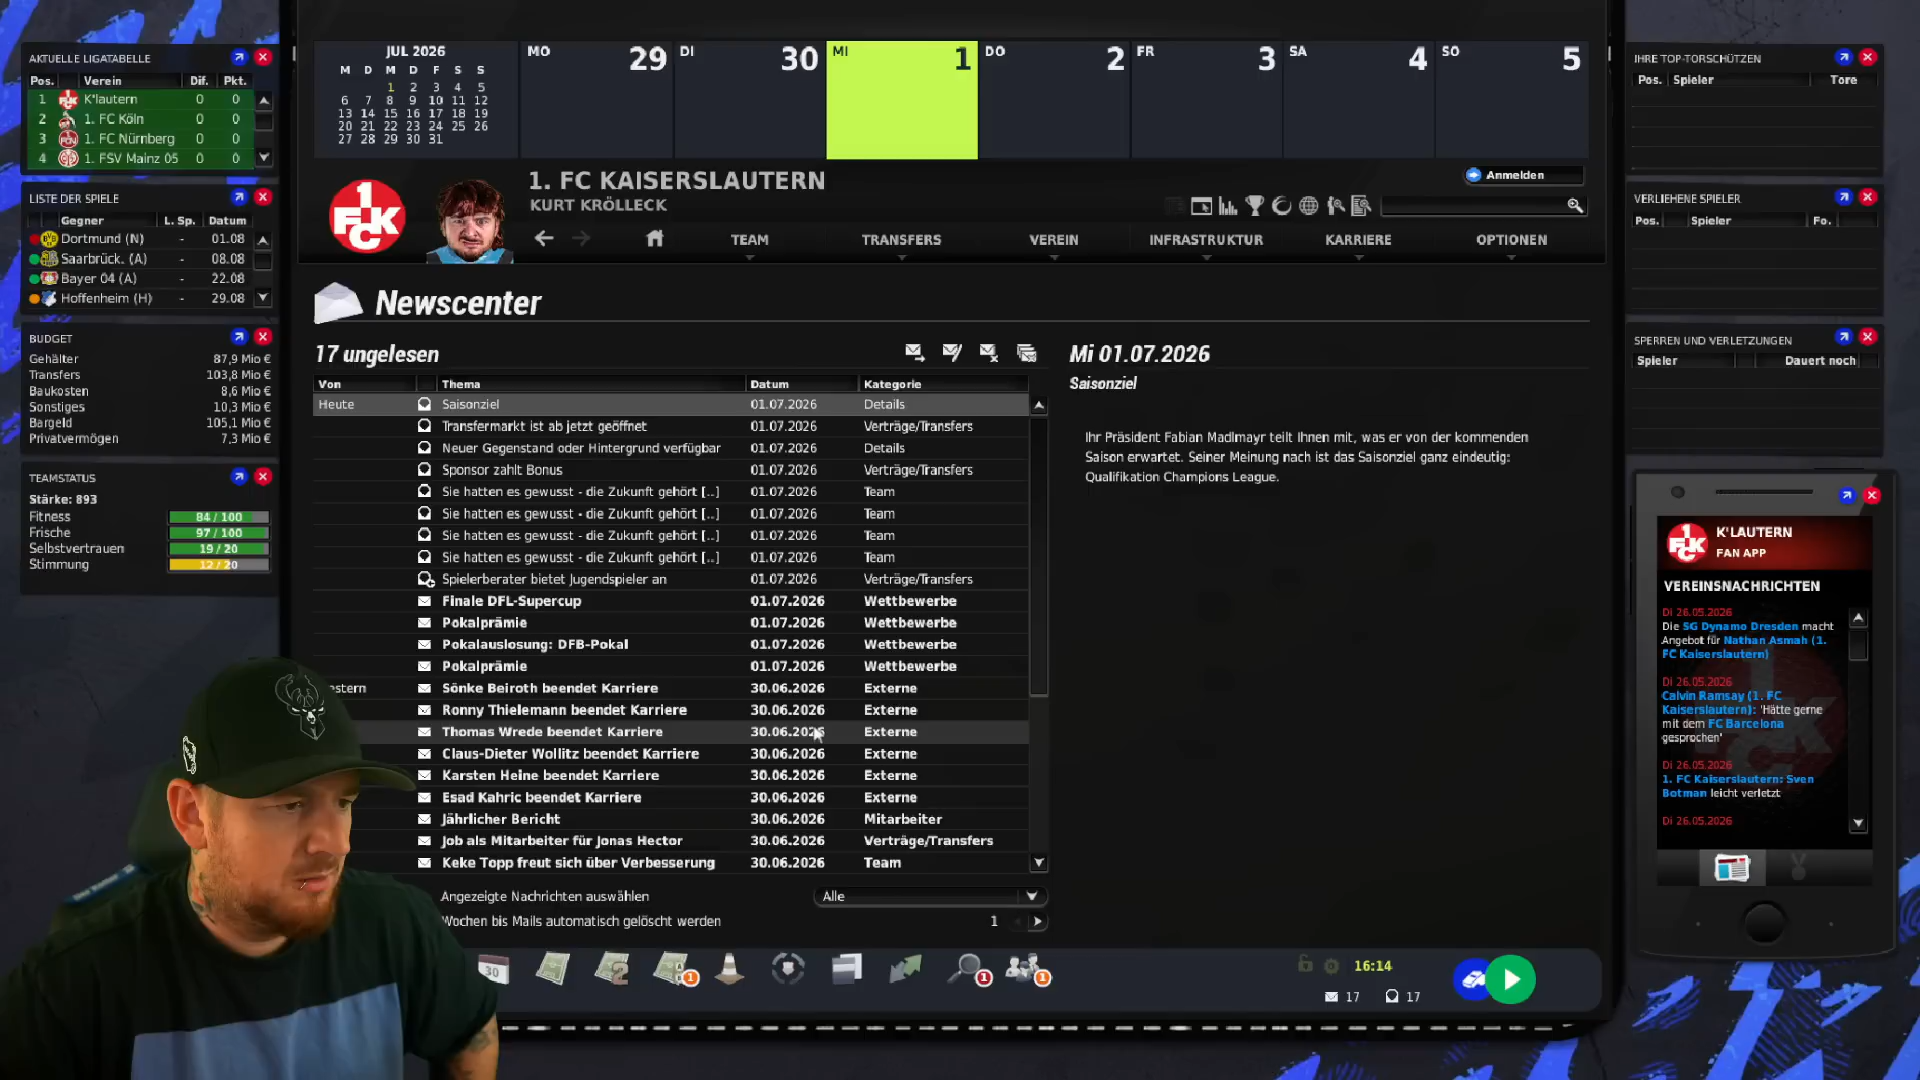 AKTUELLE LIGATABELLE
Pos. Verein Dif. Pkt.
1 K'lautern 0 0
2 1. FC Köln 0 0
3 1. FC Nürnberg 0 0
4 1. FSV Mainz 05 0 0
LISTE DER SPIELE
Gegner L. Sp. Datum
Dortmund (N) - 01.08
Saarbrück. (A) - 08.08
Bayer 04 (A) - 22.08
Hoffenheim (H) - 29.08
BUDGET
Gehälter 87,9 Mio €
Transfers 103,8 Mio €
Baukosten 8,6 Mio €
Sonstiges 10,3 Mio €
Bargeld 105,1 Mio €
Privatvermögen 7,3 Mio €
TEAMSTATUS
Stärke: 893
Fitness 84 / 100
Frische 97 / 100
Selbstvertrauen 19 / 20
Stimmung 12 / 20
JUL 2026
M D M D F S S
1 2 3 4 5
6 7 8 9 10 11 12
13 14 15 16 17 18 19
20 21 22 23 24 25 26
27 28 29 30 31
MO 29 DI 30 MI 1 DO 2 FR 3 SA 4 SO 5
1. FC KAISERSLAUTERN
KURT KRÖLLECK
Anmelden
TEAM TRANSFERS VEREIN INFRASTRUKTUR KARRIERE OPTIONEN
Newscenter
17 ungelesen
Von Thema Datum Kategorie
Heute Saisonziel 01.07.2026 Details
Transfermarkt ist ab jetzt geöffnet 01.07.2026 Verträge/Transfers
Neuer Gegenstand oder Hintergrund verfügbar 01.07.2026 Details
Sponsor zahlt Bonus 01.07.2026 Verträge/Transfers
Sie hatten es gewusst - die Zukunft gehört [..] 01.07.2026 Team
Sie hatten es gewusst - die Zukunft gehört [..] 01.07.2026 Team
Sie hatten es gewusst - die Zukunft gehört [..] 01.07.2026 Team
Sie hatten es gewusst - die Zukunft gehört [..] 01.07.2026 Team
Spielerberater bietet Jugendspieler an 01.07.2026 Verträge/Transfers
Finale DFL-Supercup 01.07.2026 Wettbewerbe
Pokalprämie 01.07.2026 Wettbewerbe
Pokalauslosung: DFB-Pokal 01.07.2026 Wettbewerbe
Pokalprämie 01.07.2026 Wettbewerbe
estern Sönke Beiroth beendet Karriere 30.06.2026 Externe
Ronny Thielemann beendet Karriere 30.06.2026 Externe
Thomas Wrede beendet Karriere 30.06.2026 Externe
Claus-Dieter Wollitz beendet Karriere 30.06.2026 Externe
Karsten Heine beendet Karriere 30.06.2026 Externe
Esad Kahric beendet Karriere 30.06.2026 Externe
Jährlicher Bericht 30.06.2026 Mitarbeiter
Job als Mitarbeiter für Jonas Hector 30.06.2026 Verträge/Transfers
Keke Topp freut sich über Verbesserung 30.06.2026 Team
Angezeigte Nachrichten auswählen Alle
Wochen bis Mails automatisch gelöscht werden 1
Mi 01.07.2026
Saisonziel
Ihr Präsident Fabian Madlmayr teilt Ihnen mit, was er von der kommenden
Saison erwartet. Seiner Meinung nach ist das Saisonziel ganz eindeutig:
Qualifikation Champions League.
30 2 1 1 1
16:14
17 17
IHRE TOP-TORSCHÜTZEN
Pos. Spieler Tore
VERLIEHENE SPIELER
Pos. Spieler Fo.
SPERREN UND VERLETZUNGEN
Spieler Dauert noch
K'LAUTERN
FAN APP
VEREINSNACHRICHTEN
Di 26.05.2026
Die SG Dynamo Dresden macht
Angebot für Nathan Asmah (1.
FC Kaiserslautern)
Di 26.05.2026
Calvin Ramsay (1. FC
Kaiserslautern): 'Hätte gerne
mit dem FC Barcelona
gesprochen'
Di 26.05.2026
1. FC Kaiserslautern: Sven
Botman leicht verletzt
Di 26.05.2026